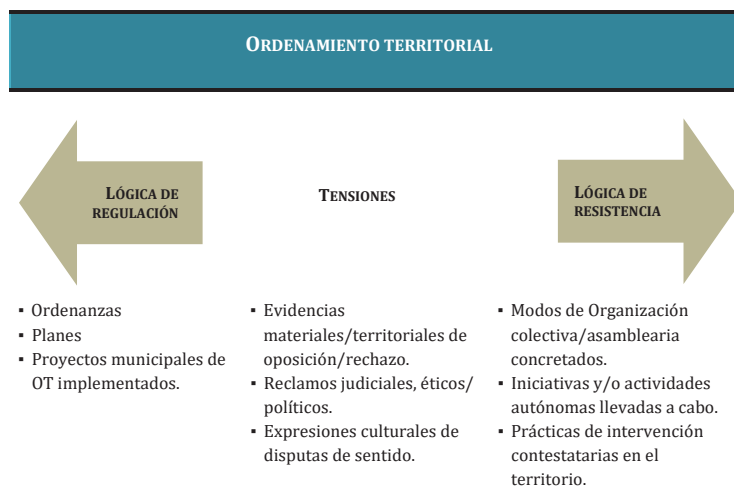 ORDENAMIENTO TERRITORIAL
LÓGICA DE
REGULACIÓN
TENSIONES
LÓGICA DE
RESISTENCIA
▪ Ordenanzas
▪ Planes
▪ Proyectos municipales de
OT implementados.
▪ Evidencias
materiales/territoriales de
oposición/rechazo.
▪ Reclamos judiciales, éticos/
políticos.
▪ Expresiones culturales de
disputas de sentido.
▪ Modos de Organización
colectiva/asamblearia
concretados.
▪ Iniciativas y/o actividades
autónomas llevadas a cabo.
▪ Prácticas de intervención
contestatarias en el
territorio.